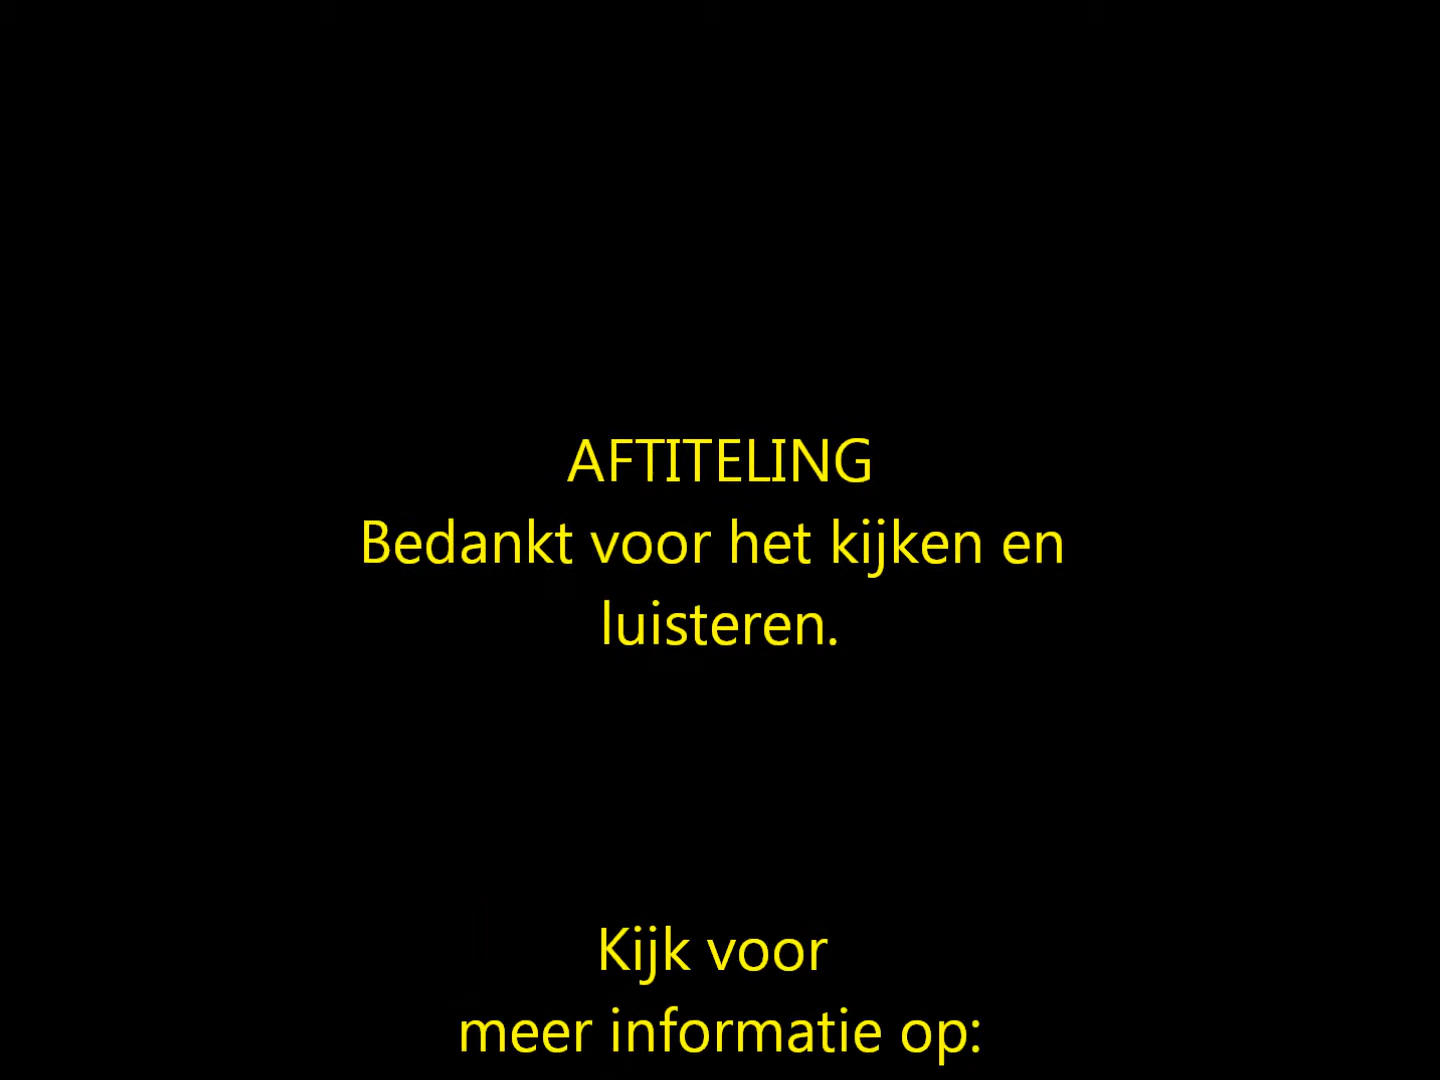 AFTITELING
Bedankt voor het kijken en
luisteren.
Kijk voor
meer informatie op: